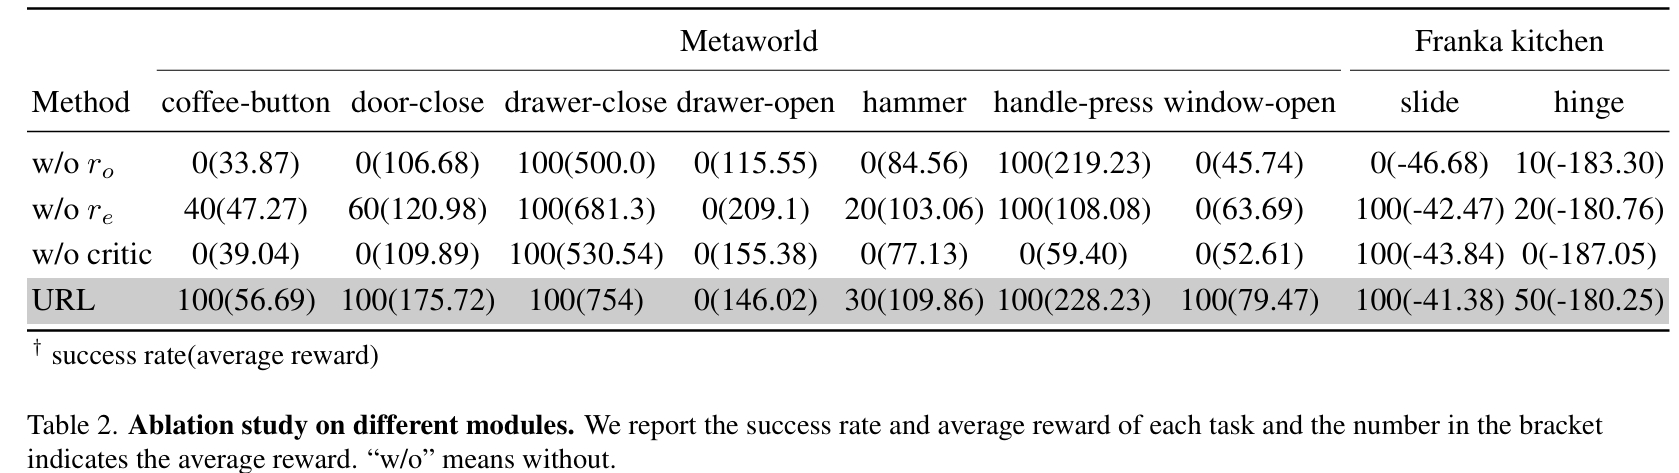 Metaworld Franka kitchen
Method coffee-button door-close drawer-close drawer-open hammer handle-press window-open slide hinge
w/o r_o 0(33.87) 0(106.68) 100(500.0) 0(115.55) 0(84.56) 100(219.23) 0(45.74) 0(-46.68) 10(-183.30)
w/o r_e 40(47.27) 60(120.98) 100(681.3) 0(209.1) 20(103.06) 100(108.08) 0(63.69) 100(-42.47) 20(-180.76)
w/o critic 0(39.04) 0(109.89) 100(530.54) 0(155.38) 0(77.13) 0(59.40) 0(52.61) 100(-43.84) 0(-187.05)
URL 100(56.69) 100(175.72) 100(754) 0(146.02) 30(109.86) 100(228.23) 100(79.47) 100(-41.38) 50(-180.25)
† success rate(average reward)
Table 2. Ablation study on different modules. We report the success rate and average reward of each task and the number in the bracket
indicates the average reward. “w/o” means without.